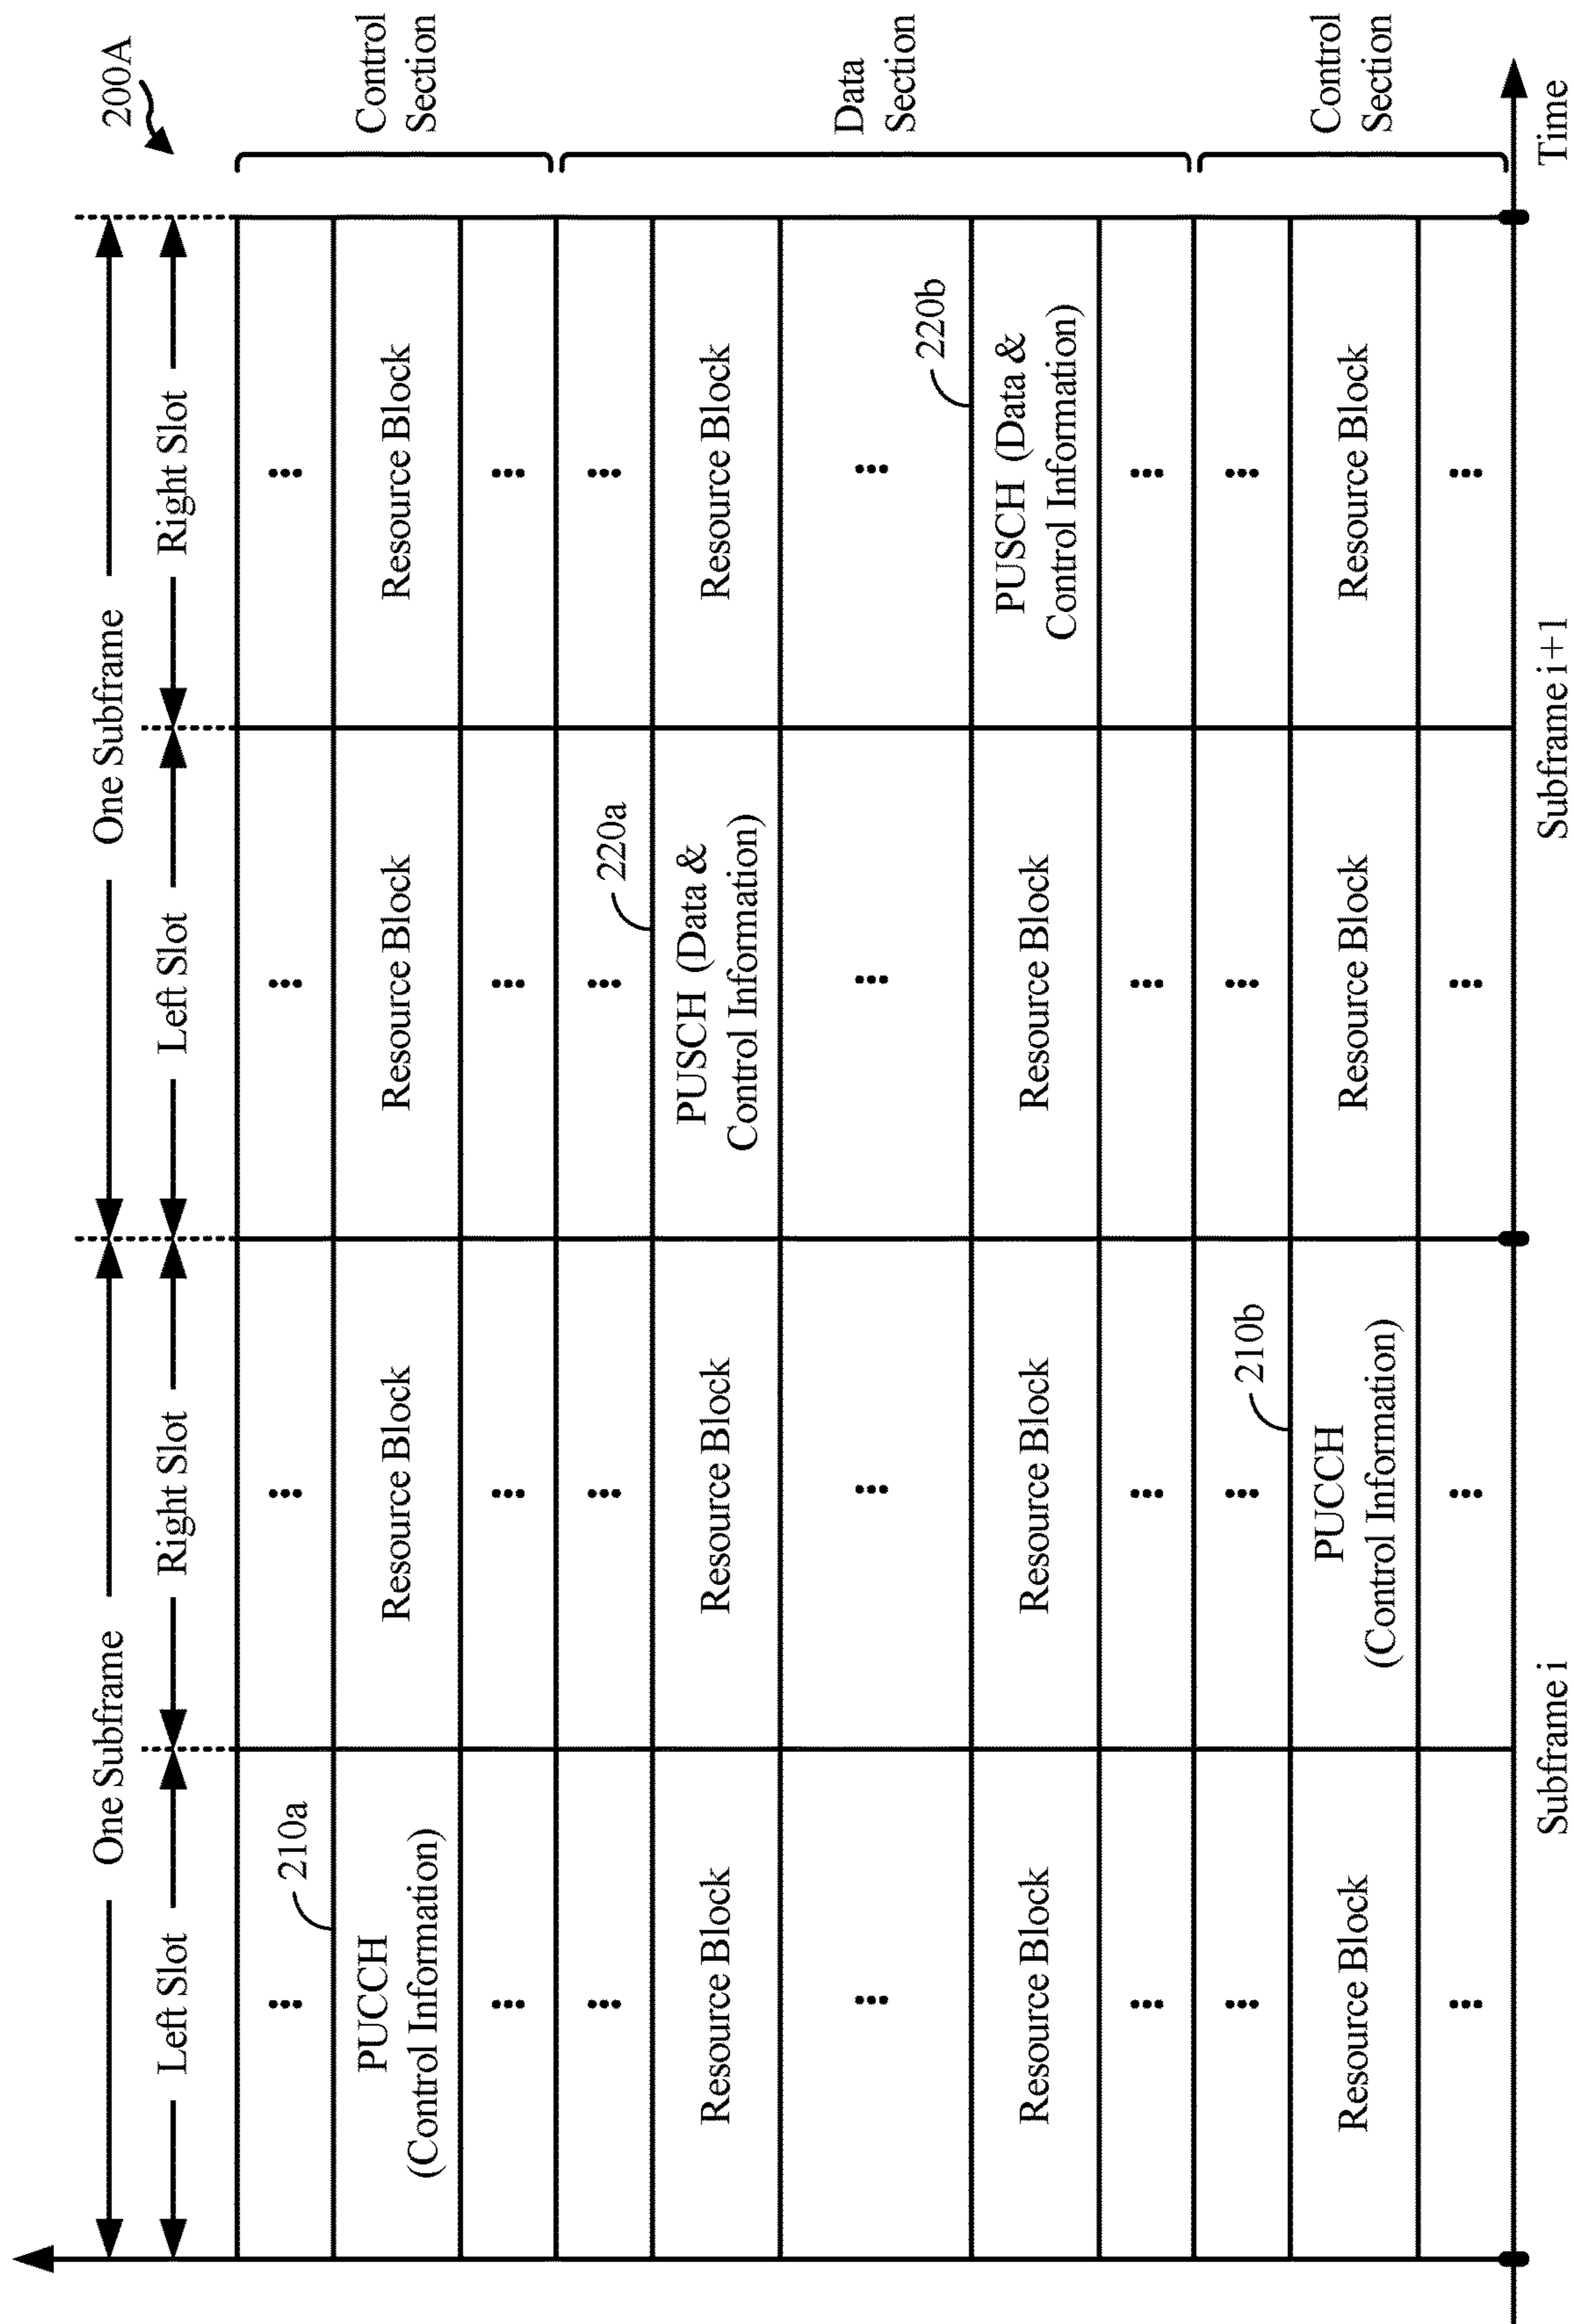 One Subframe
One Subframe
200A
Left Slot
Right Slot
Left Slot
Right Slot
...
210a
...
...
...
PUCCH
(Control Information)
Resource Block
Resource Block
Resource Block
Control
Section
...
...
...
...
...
...
...
220a
...
Resource Block
Resource Block
PUSCH (Data &
Control Information)
Resource Block
...
...
...
...
220b
Data
Section
Resource Block
Resource Block
Resource Block
PUSCH (Data &
Control Information)
...
...
...
...
...
...
210b
...
...
Resource Block
PUCCH
(Control Information)
Resource Block
Resource Block
Control
Section
...
...
...
...
Subframe i
Subframe i+1
Time